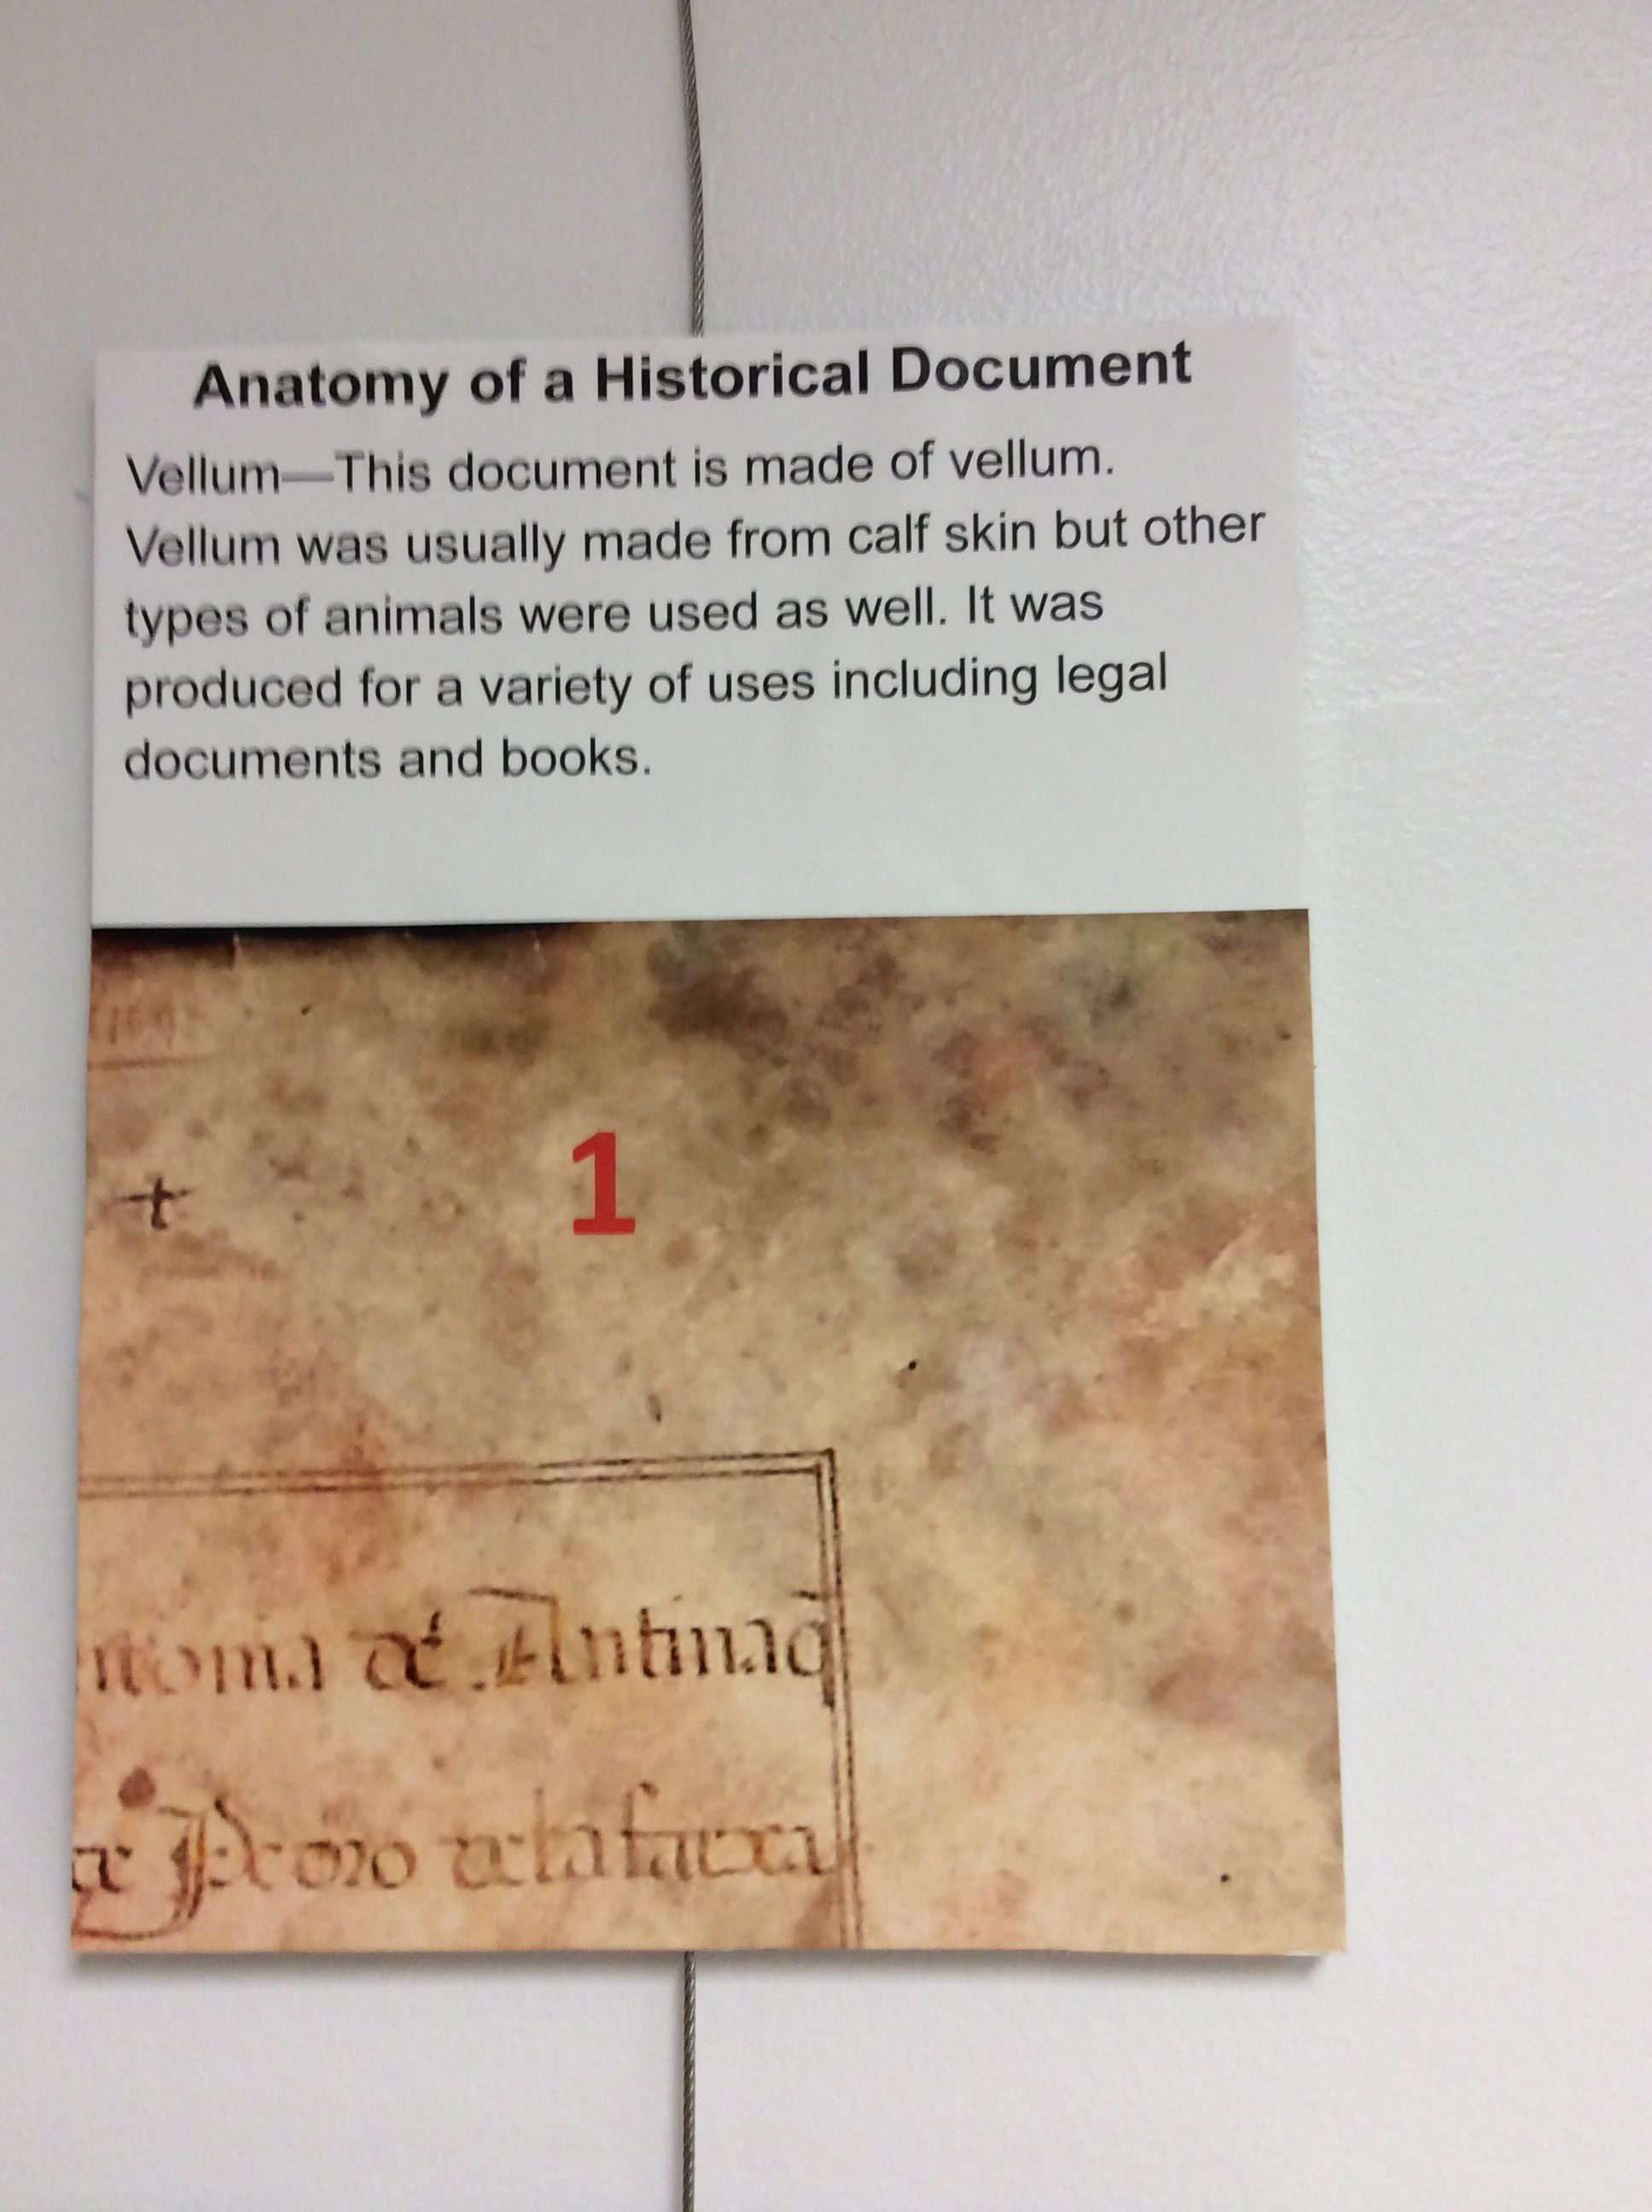 Anatomy of a Historical Document
Vellum—This document is made of vellum.
Vellum was usually made from calf skin but other
types of animals were used as well. It was
produced for a variety of uses including legal
documents and books.
1